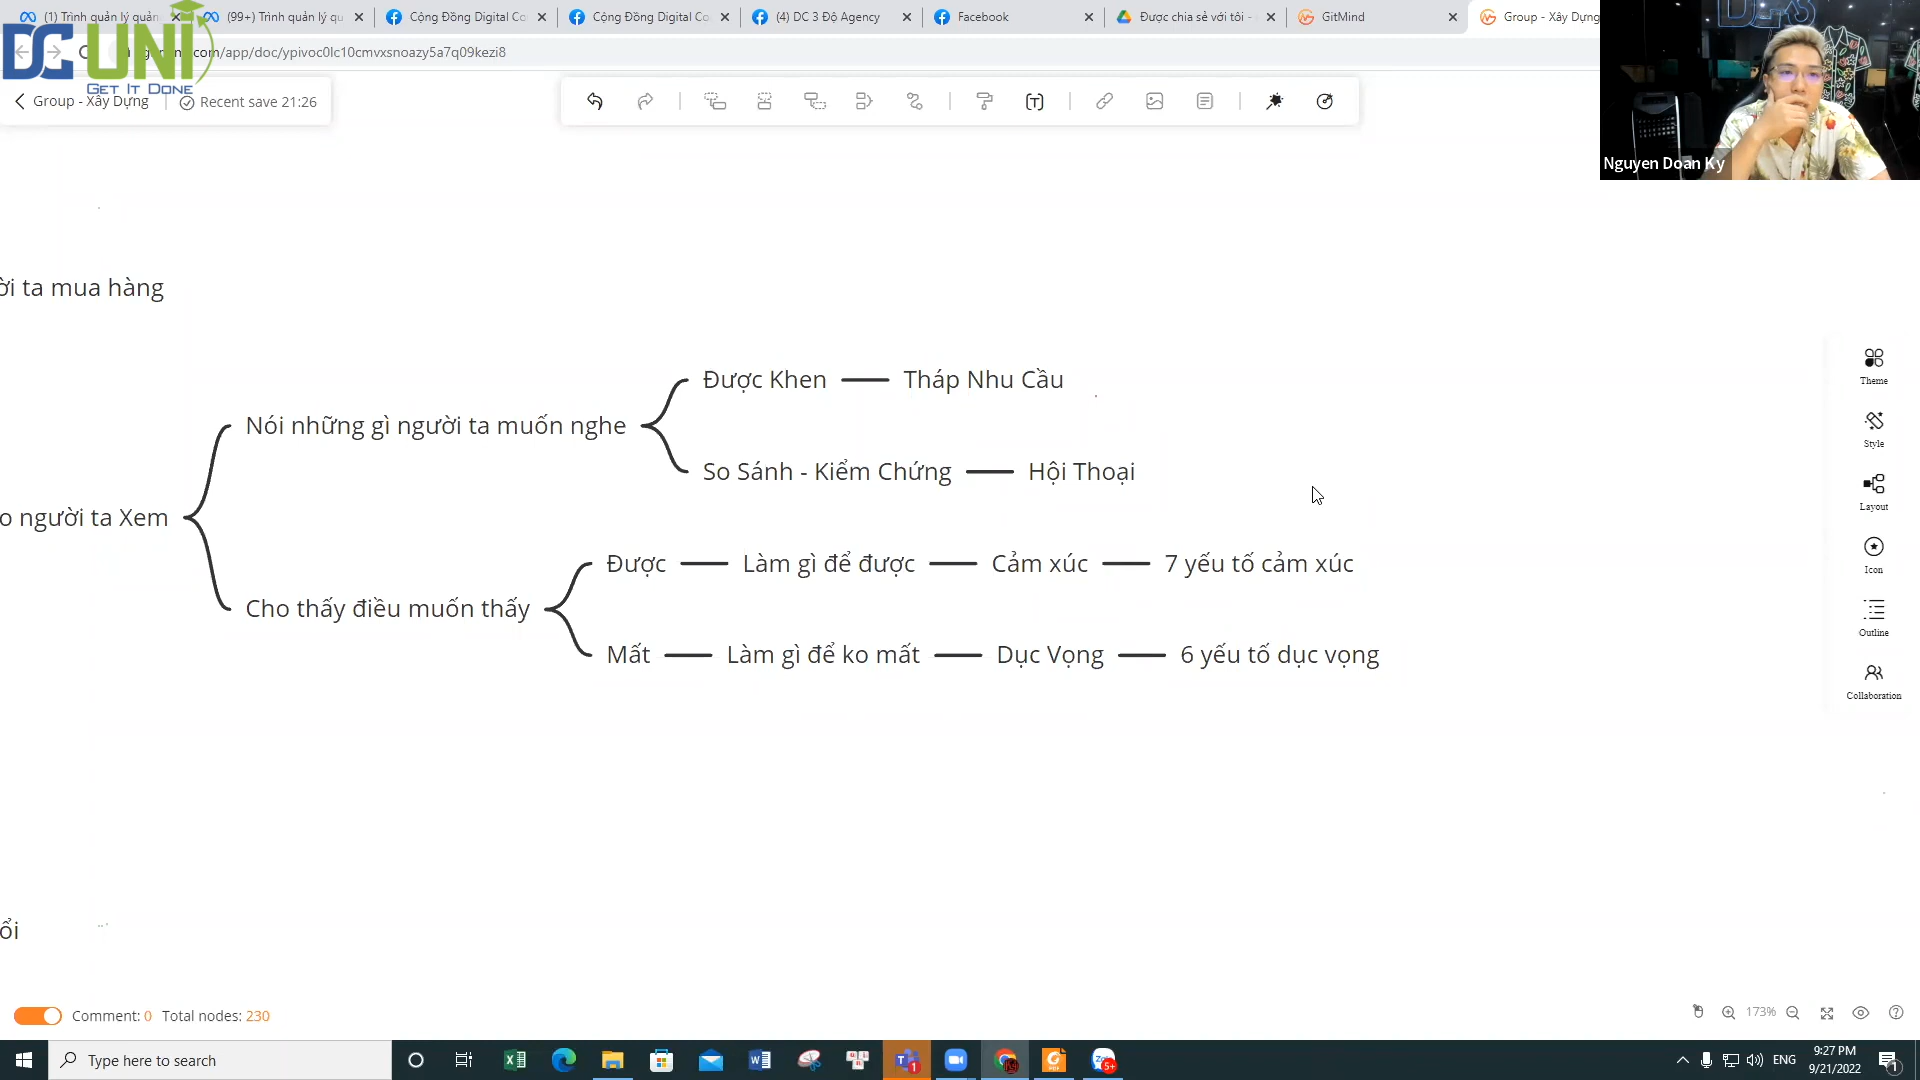 (1) Trình quản lý quản
(99+) Trình quản lý qu
Cộng Đồng Digital Co
Cộng Đồng Digital Co
(4) DC 3 Độ Agency
Facebook
Được chia sẻ với tôi -
GitMind
Group - Xây Dựng
DC UNI
GET IT DONE
com/app/doc/ypivoc0lc10cmvxsnoazy5a7q09kezi8
Group - Xây Dựng
Recent save 21:26
Nguyen Doan Ky
ời ta mua hàng
Được Khen
Tháp Nhu Cầu
Nói những gì người ta muốn nghe
So Sánh - Kiểm Chứng
Hội Thoại
o người ta Xem
Được
Làm gì để được
Cảm xúc
7 yếu tố cảm xúc
Cho thấy điều muốn thấy
Mất
Làm gì để ko mất
Dục Vọng
6 yếu tố dục vọng
ổi
Theme
Style
Layout
Icon
Outline
Collaboration
Comment: 0
Total nodes: 230
173%
Type here to search
ENG
9:27 PM
9/21/2022